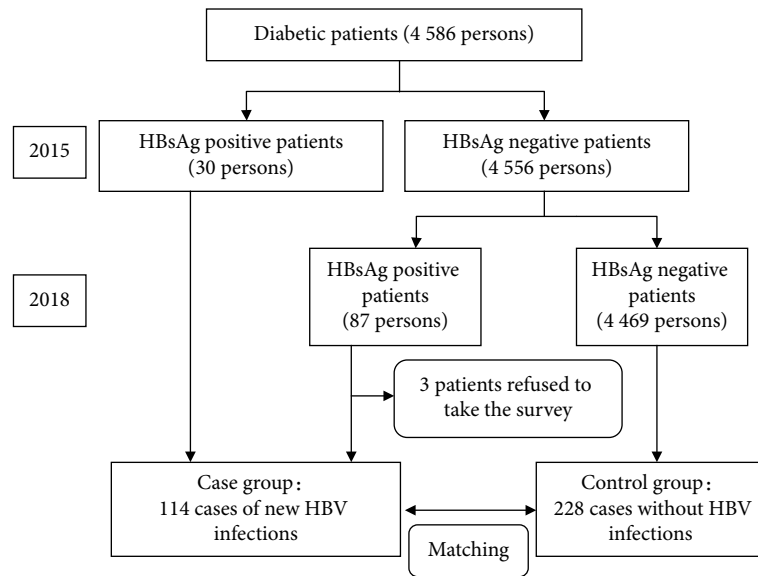 Diabetic patients (4 586 persons)
2015
HBsAg positive patients
(30 persons)
HBsAg negative patients
(4 556 persons)
2018
HBsAg positive
patients
(87 persons)
HBsAg negative
patients
(4 469 persons)
3 patients refused to
take the survey
Case group：
114 cases of new HBV
infections
Control group：
228 cases without HBV
infections
Matching